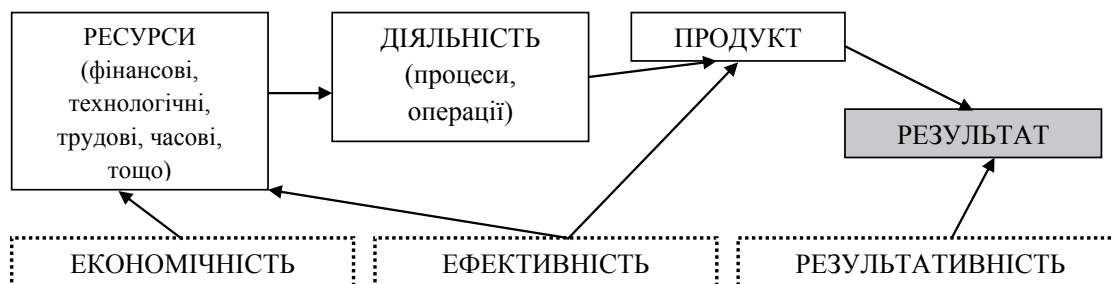 РЕСУРСИ
(фінансові,
технологічні,
трудові, часові,
тощо)
ДІЯЛЬНІСТЬ
(процеси,
операції)
ПРОДУКТ
РЕЗУЛЬТАТ
ЕКОНОМІЧНІСТЬ
ЕФЕКТИВНІСТЬ
РЕЗУЛЬТАТИВНІСТЬ